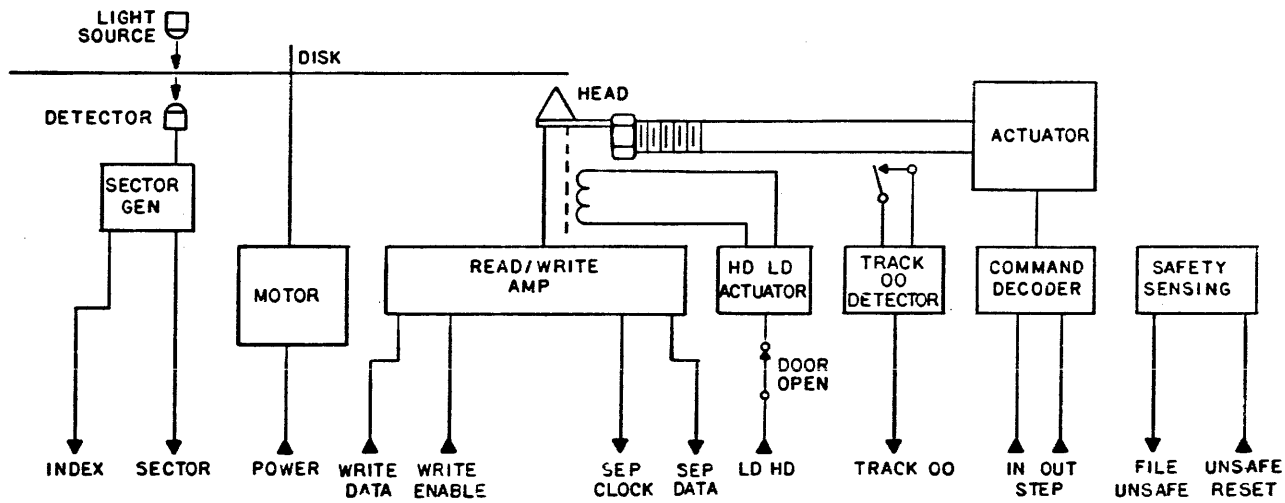 LIGHT
SOURCE
DISK
DETECTOR
HEAD
ACTUATOR
SECTOR
GEN
MOTOR
READ/WRITE
AMP
HD LD
ACTUATOR
TRACK
00
DETECTOR
COMMAND
DECODER
SAFETY
SENSING
DOOR
OPEN
INDEX
SECTOR
POWER
WRITE
DATA
WRITE
ENABLE
SEP
CLOCK
SEP
DATA
LD HD
TRACK 00
IN OUT
STEP
FILE
UNSAFE
UNSAFE
RESET